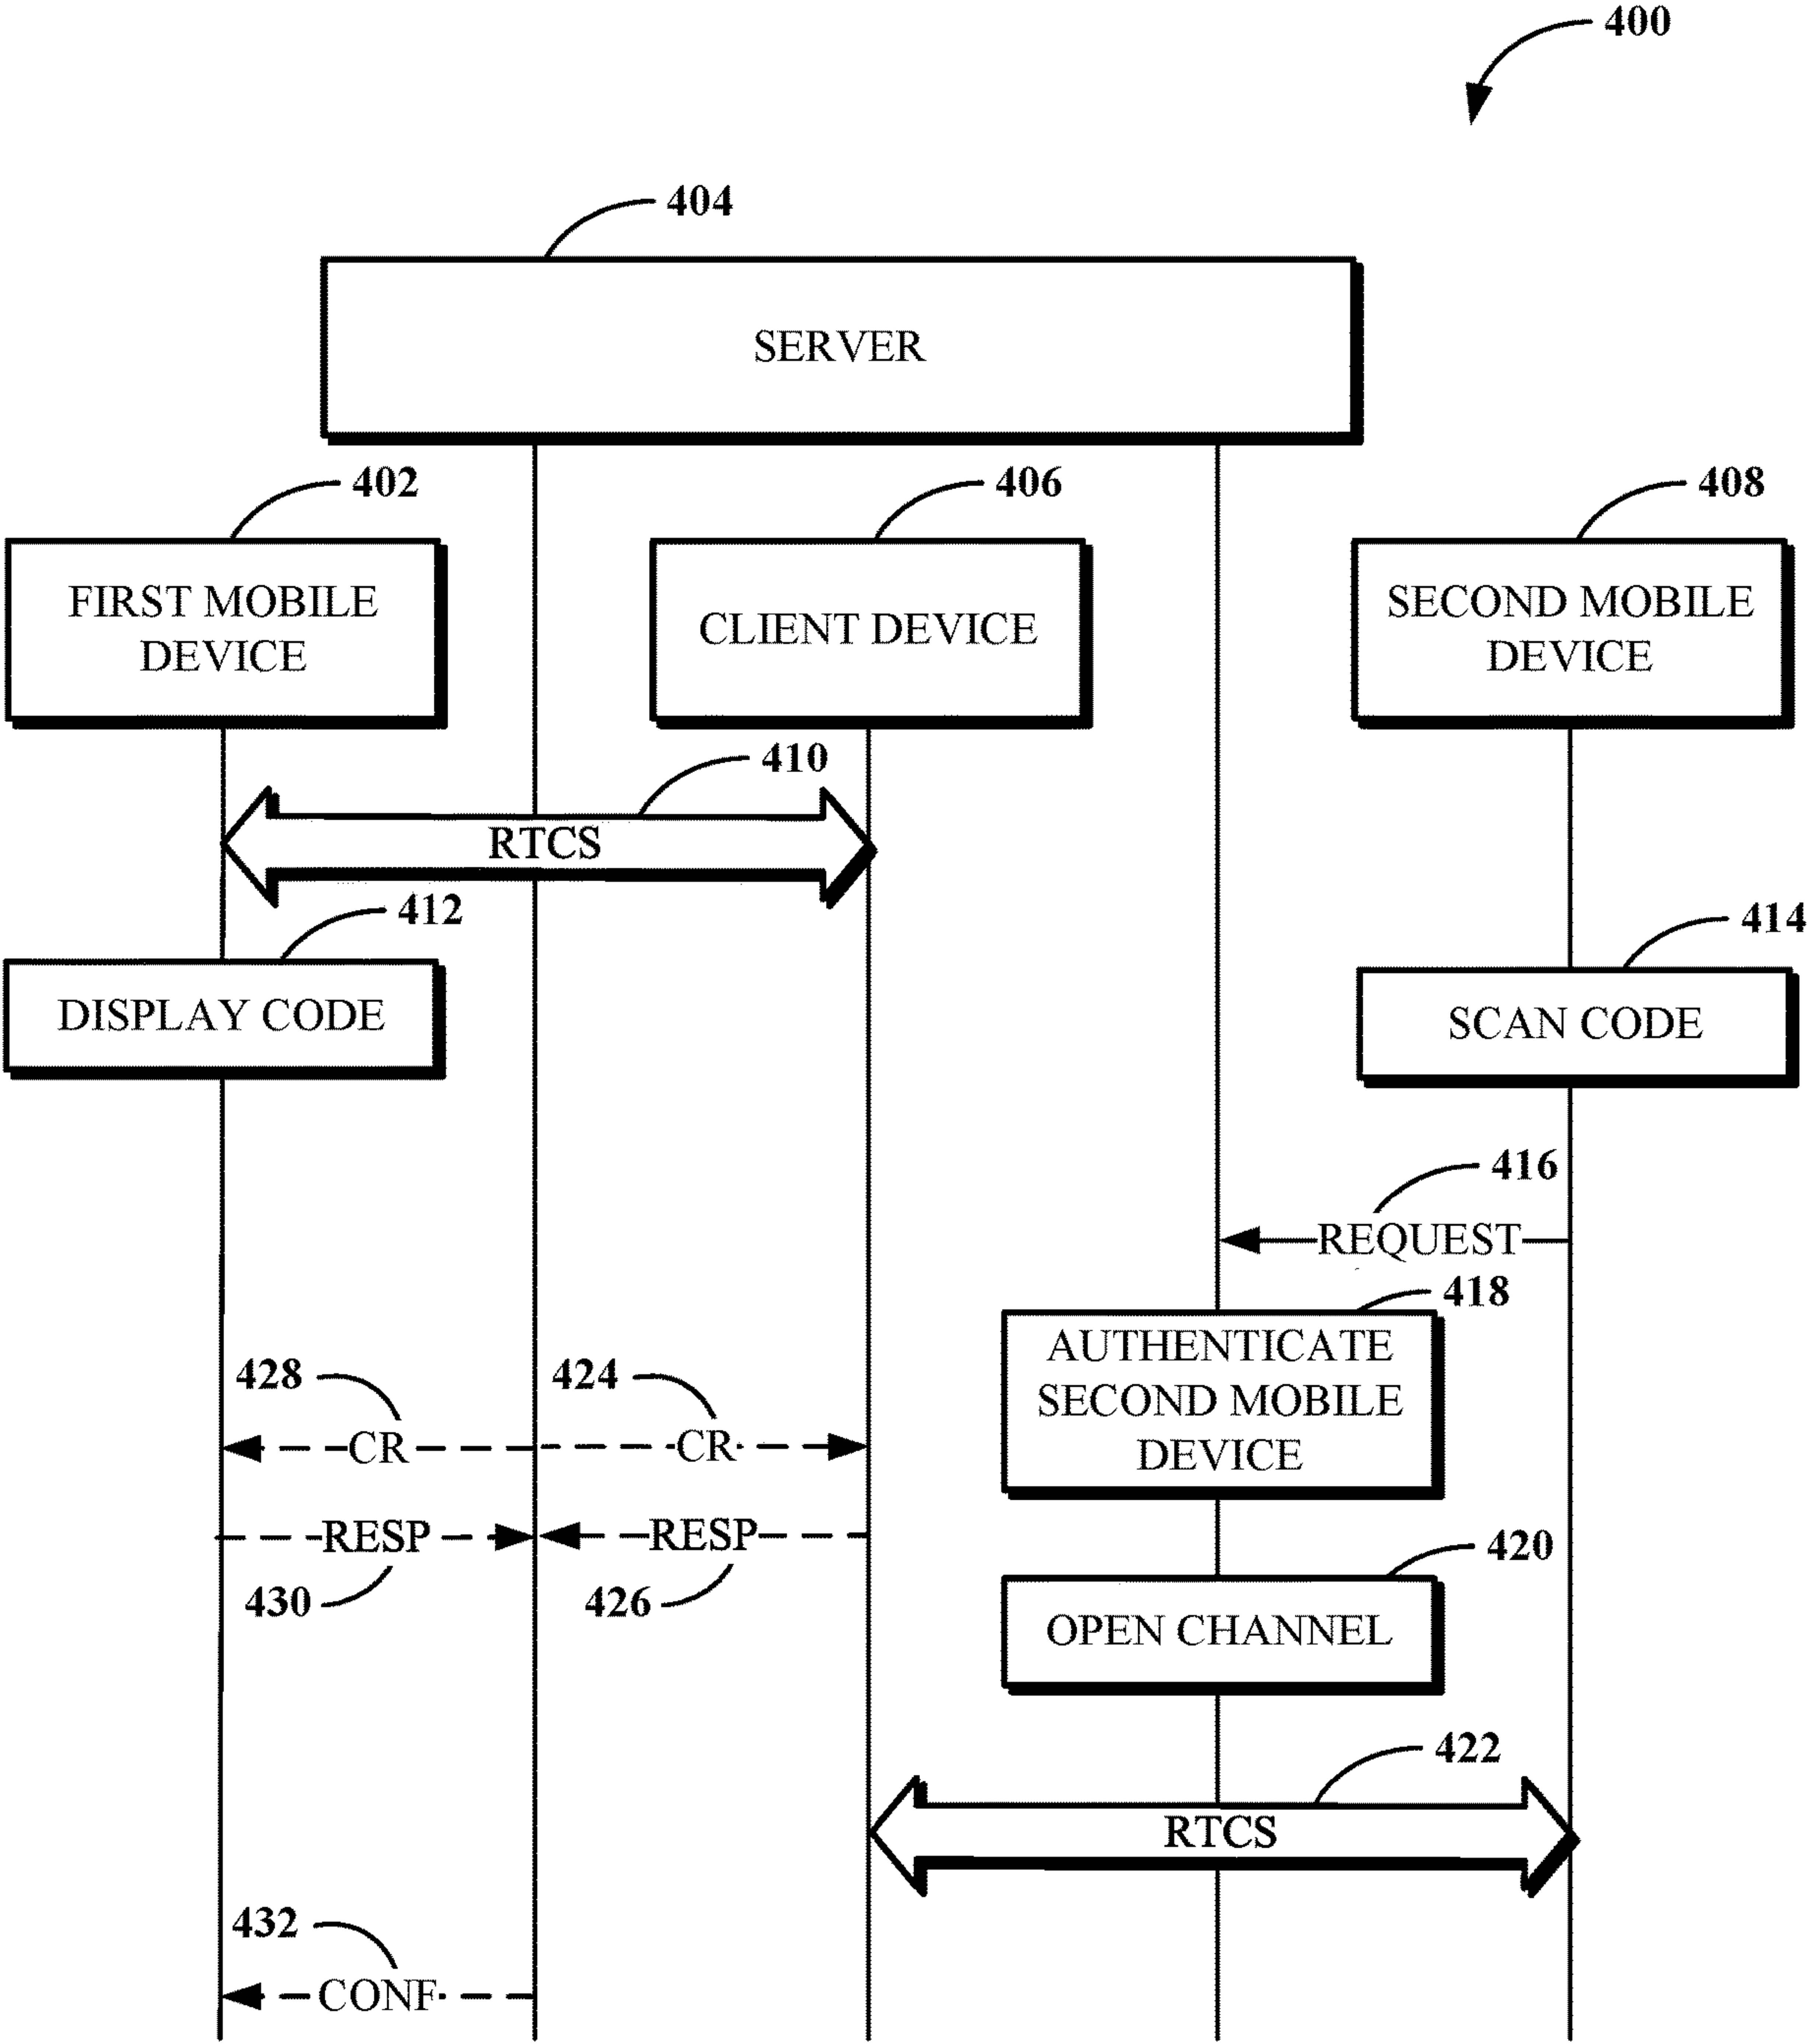 400
404
SERVER
402
406
408
FIRST MOBILE
DEVICE
CLIENT DEVICE
SECOND MOBILE
DEVICE
410
RTCS
412
414
DISPLAY CODE
SCAN CODE
416
REQUEST
418
AUTHENTICATE
SECOND MOBILE
DEVICE
428
424
CR
CR
RESP
RESP
430
426
420
OPEN CHANNEL
422
RTCS
432
CONF